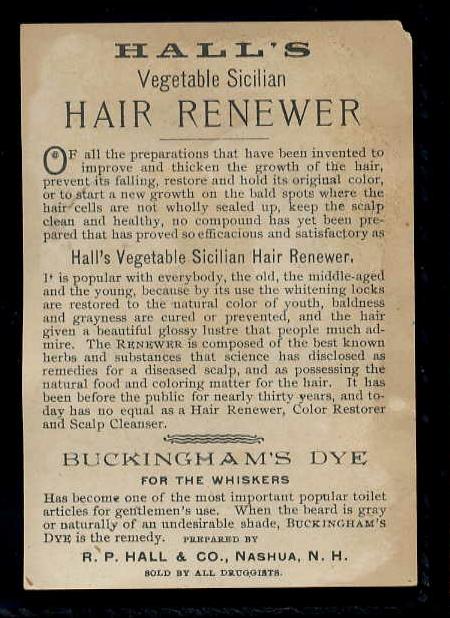 HALL'S
Vegetable Sicilian
HAIR RENEWER
OF all the preparations that have been invented to
improve and thicken the growth of the hair,
prevent its falling, restore and hold its original color,
or to start a new growth on the bald spots where the
hair cells are not wholly sealed up, keep the scalp
clean and healthy, no compound has yet been pre-
pared that has proved so efficacious and satisfactory as
Hall's Vegetable Sicilian Hair Renewer.
It is popular with everybody, the old, the middle-aged
and the young, because by its use the whitening locks
are restored to the natural color of youth, baldness
and grayness are cured or prevented, and the hair
given a beautiful glossy lustre that people much ad-
mire. The RENEWER is composed of the best known
herbs and substances that science has disclosed as
remedies for a diseased scalp, and as possessing the
natural food and coloring matter for the hair. It has
been before the public for nearly thirty years, and to-
day has no equal as a Hair Renewer, Color Restorer
and Scalp Cleanser.
BUCKINGHAM'S DYE
FOR THE WHISKERS
Has become one of the most important popular toilet
articles for gentlemen's use. When the beard is gray
or naturally of an undesirable shade, BUCKINGHAM'S
DYE is the remedy. PREPARED BY
R. P. HALL & CO., NASHUA, N. H.
SOLD BY ALL DRUGGISTS.